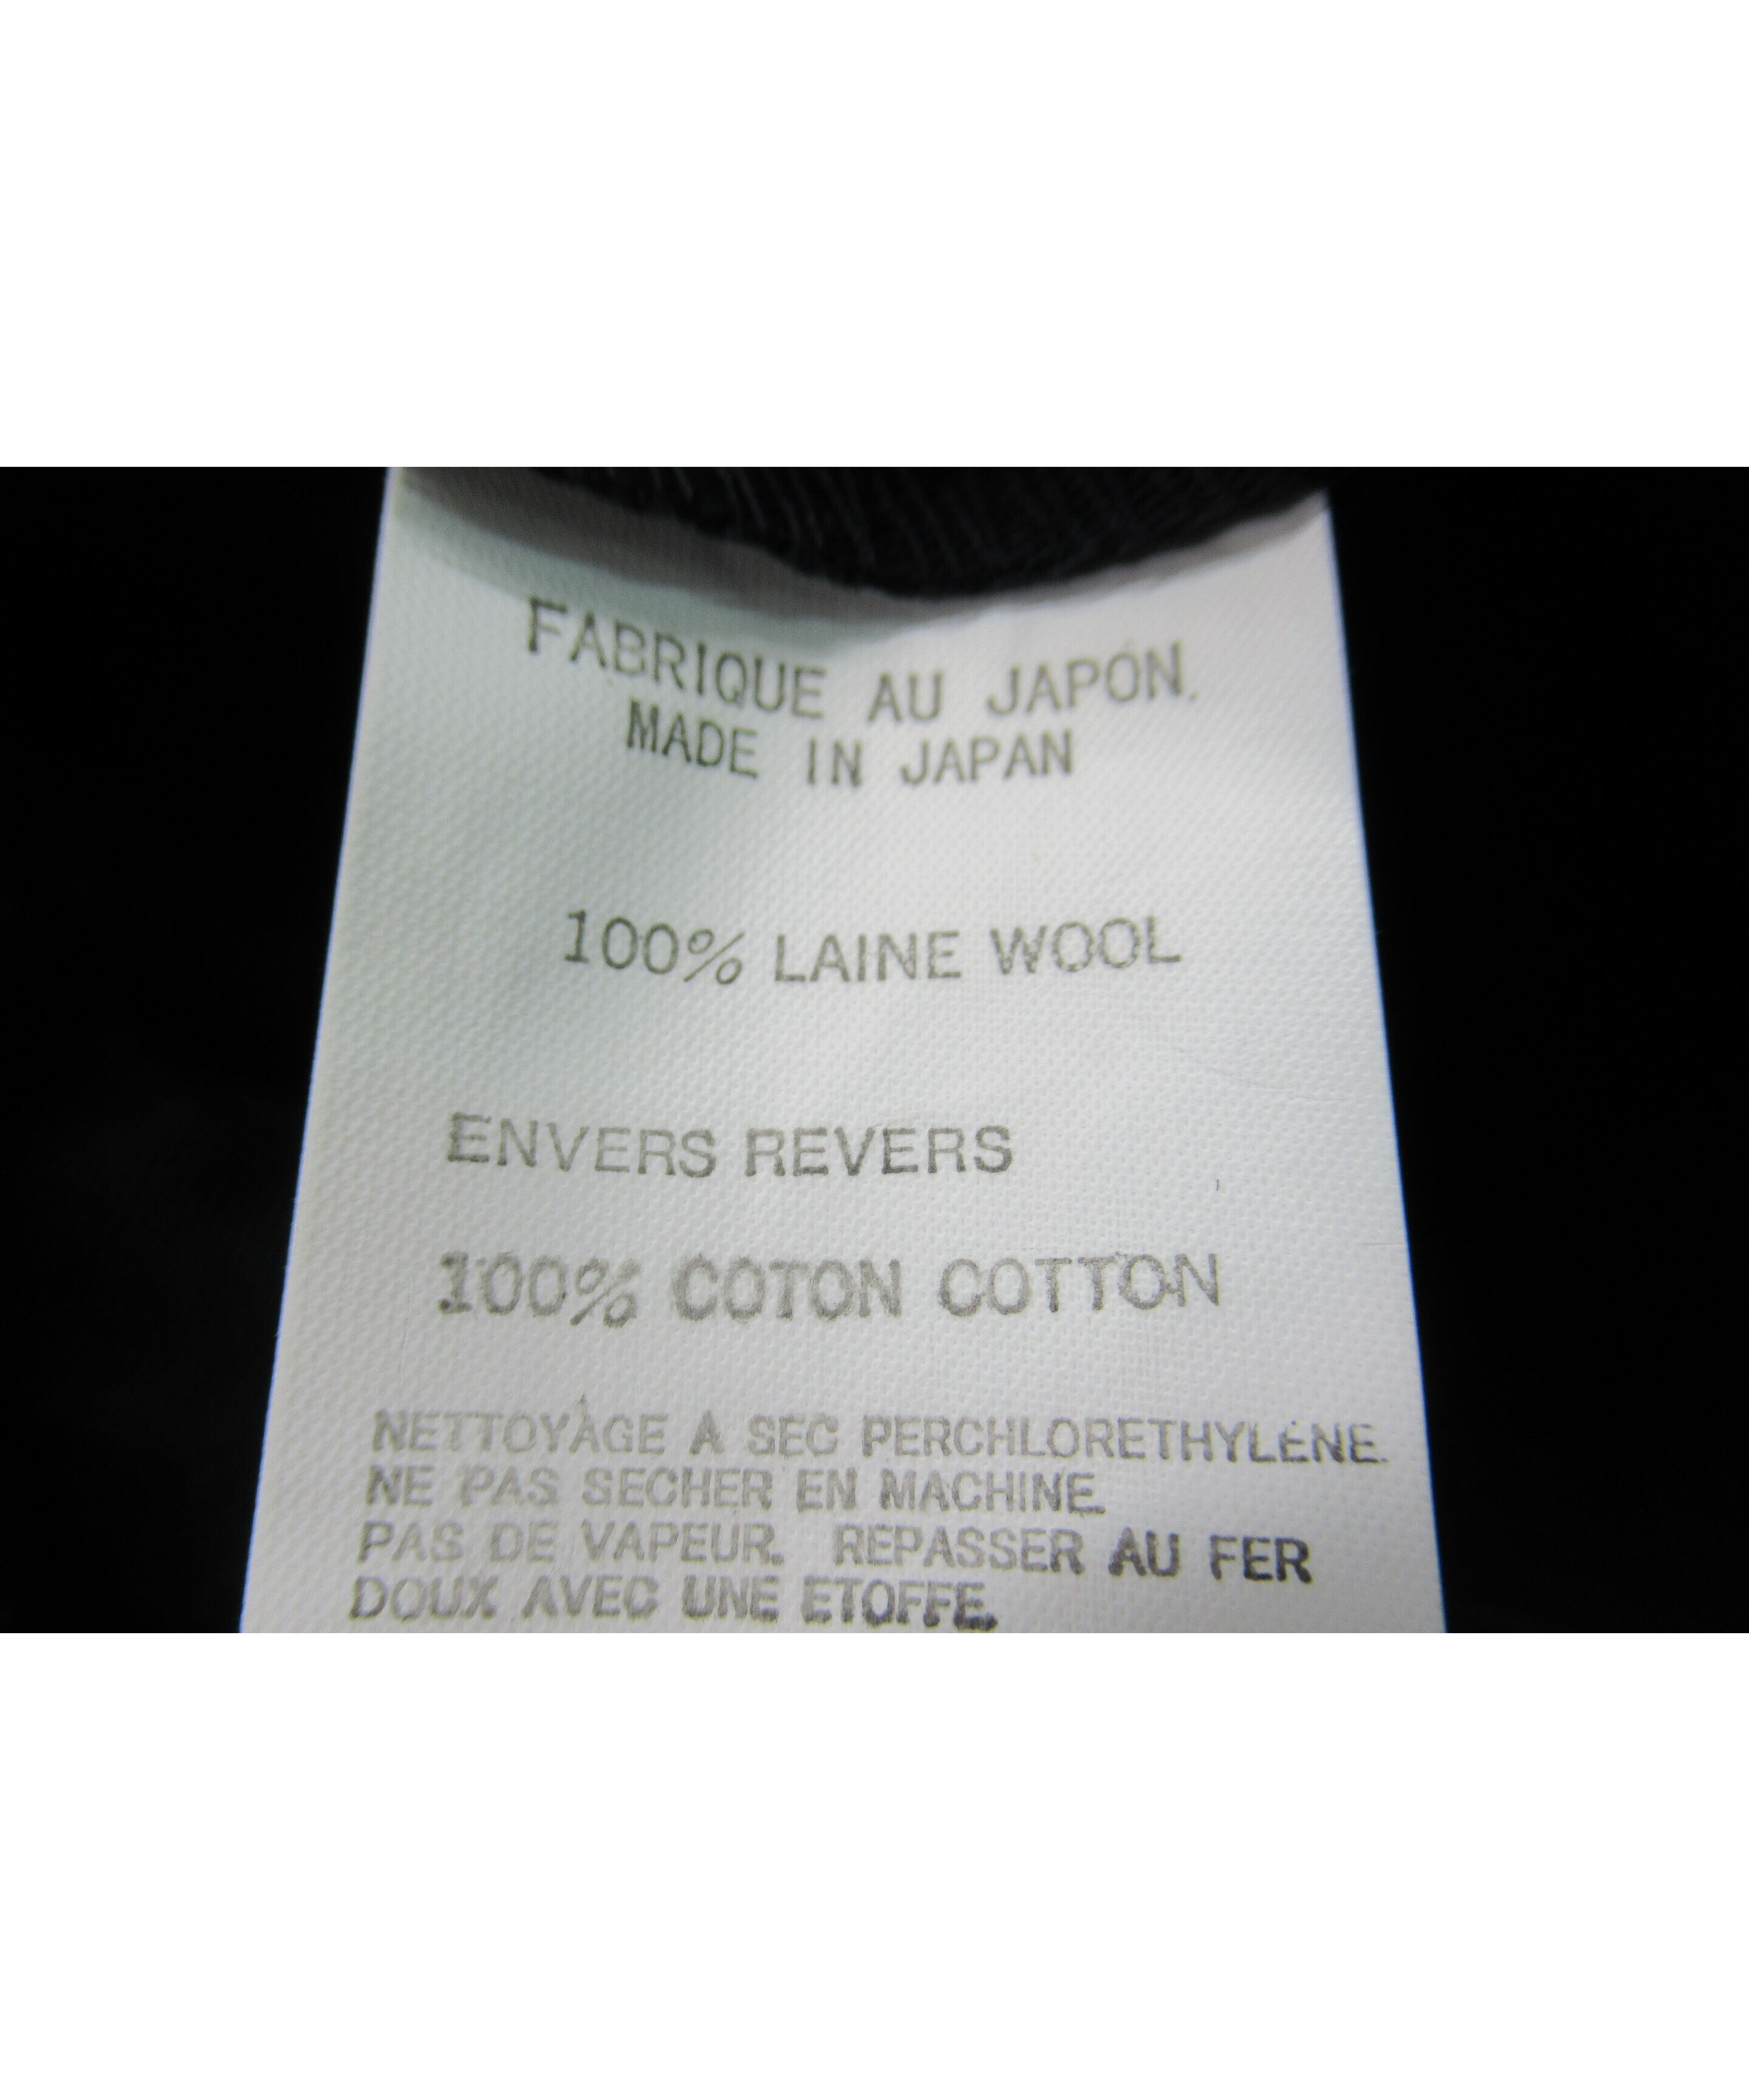 FABRIQUE AU JAPON.
MADE IN JAPAN
100% LAINE WOOL
ENVERS REVERS
100% COTON COTTON
NETTOYAGE A SEC PERCHLORETHYLENE.
NE PAS SECHER EN MACHINE.
PAS DE VAPEUR. REPASSER AU FER
DOUX AVEC UNE ETOFFE.